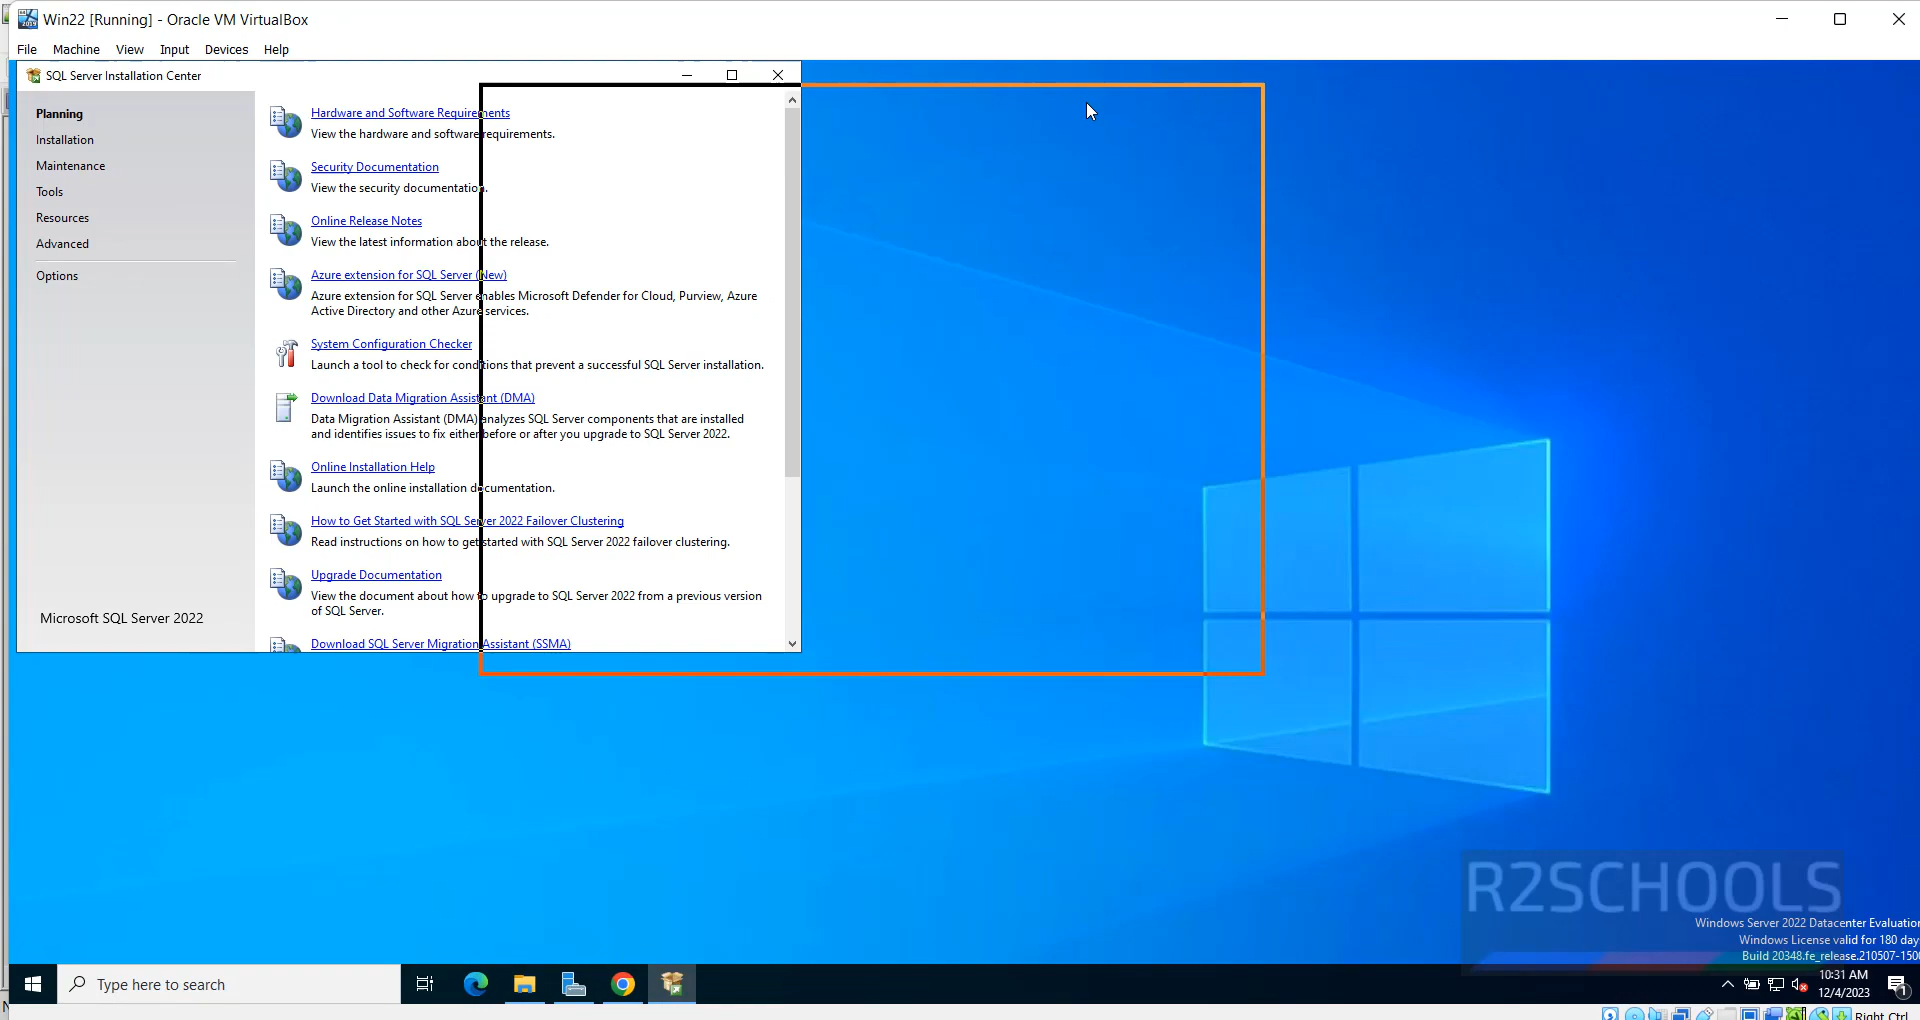 Win22 [Running] - Oracle VM VirtualBox
File Machine View Input Devices Help
SQL Server Installation Center
Planning
Installation
Maintenance
Tools
Resources
Advanced
Options
Microsoft SQL Server 2022
Hardware and Software Requirements
View the hardware and software requirements.
Security Documentation
View the security documentation.
Online Release Notes
View the latest information about the release.
Azure extension for SQL Server (New)
Azure extension for SQL Server enables Microsoft Defender for Cloud, Purview, Azure
Active Directory and other Azure services.
System Configuration Checker
Launch a tool to check for conditions that prevent a successful SQL Server installation.
Download Data Migration Assistant (DMA)
Data Migration Assistant (DMA) analyzes SQL Server components that are installed
and identifies issues to fix either before or after you upgrade to SQL Server 2022.
Online Installation Help
Launch the online installation documentation.
How to Get Started with SQL Server 2022 Failover Clustering
Read instructions on how to get started with SQL Server 2022 failover clustering.
Upgrade Documentation
View the document about how to upgrade to SQL Server 2022 from a previous version
of SQL Server.
Download SQL Server Migration Assistant (SSMA)
R2SCHOOLS
Windows Server 2022 Datacenter Evaluation
Windows License valid for 180 days
Build 20348.fe_release.210507-1500
Type here to search
10:31 AM
12/4/2023
1
Right Ctrl